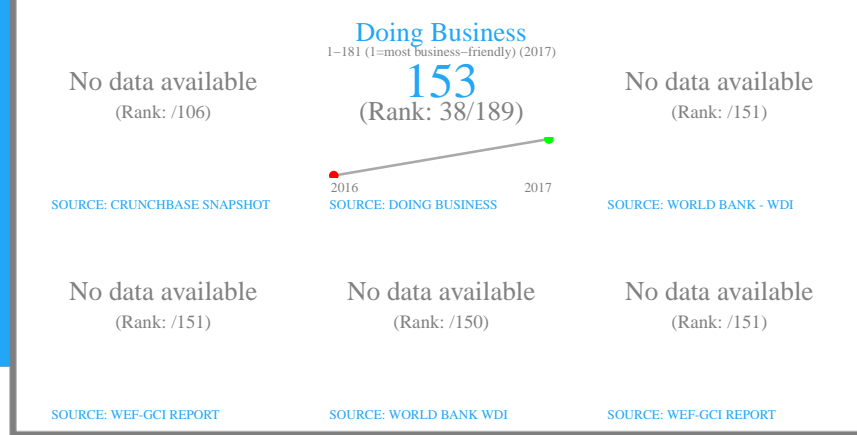 Doing Business
1−181 (1=most business−friendly) (2017)
No data available
(Rank: /106)
153
(Rank: 38/189)
No data available
(Rank: /151)
2016
2017
SOURCE: CRUNCHBASE SNAPSHOT
SOURCE: DOING BUSINESS
SOURCE: WORLD BANK - WDI
No data available
(Rank: /151)
No data available
(Rank: /150)
No data available
(Rank: /151)
SOURCE: WEF-GCI REPORT
SOURCE: WORLD BANK WDI
SOURCE: WEF-GCI REPORT